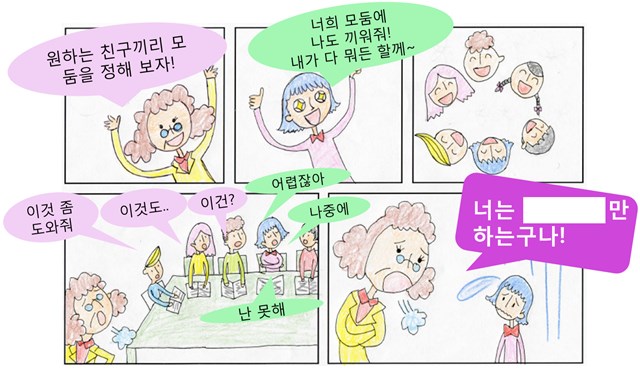 원하는 친구끼리 모
둠을 정해 보자!
너희 모둠에
나도 끼워줘!
내가 다 뭐든 할께~
이것 좀
도와줘
이것도..
이건?
어렵잖아
나중에
난 못해
너는 만
하는구나!